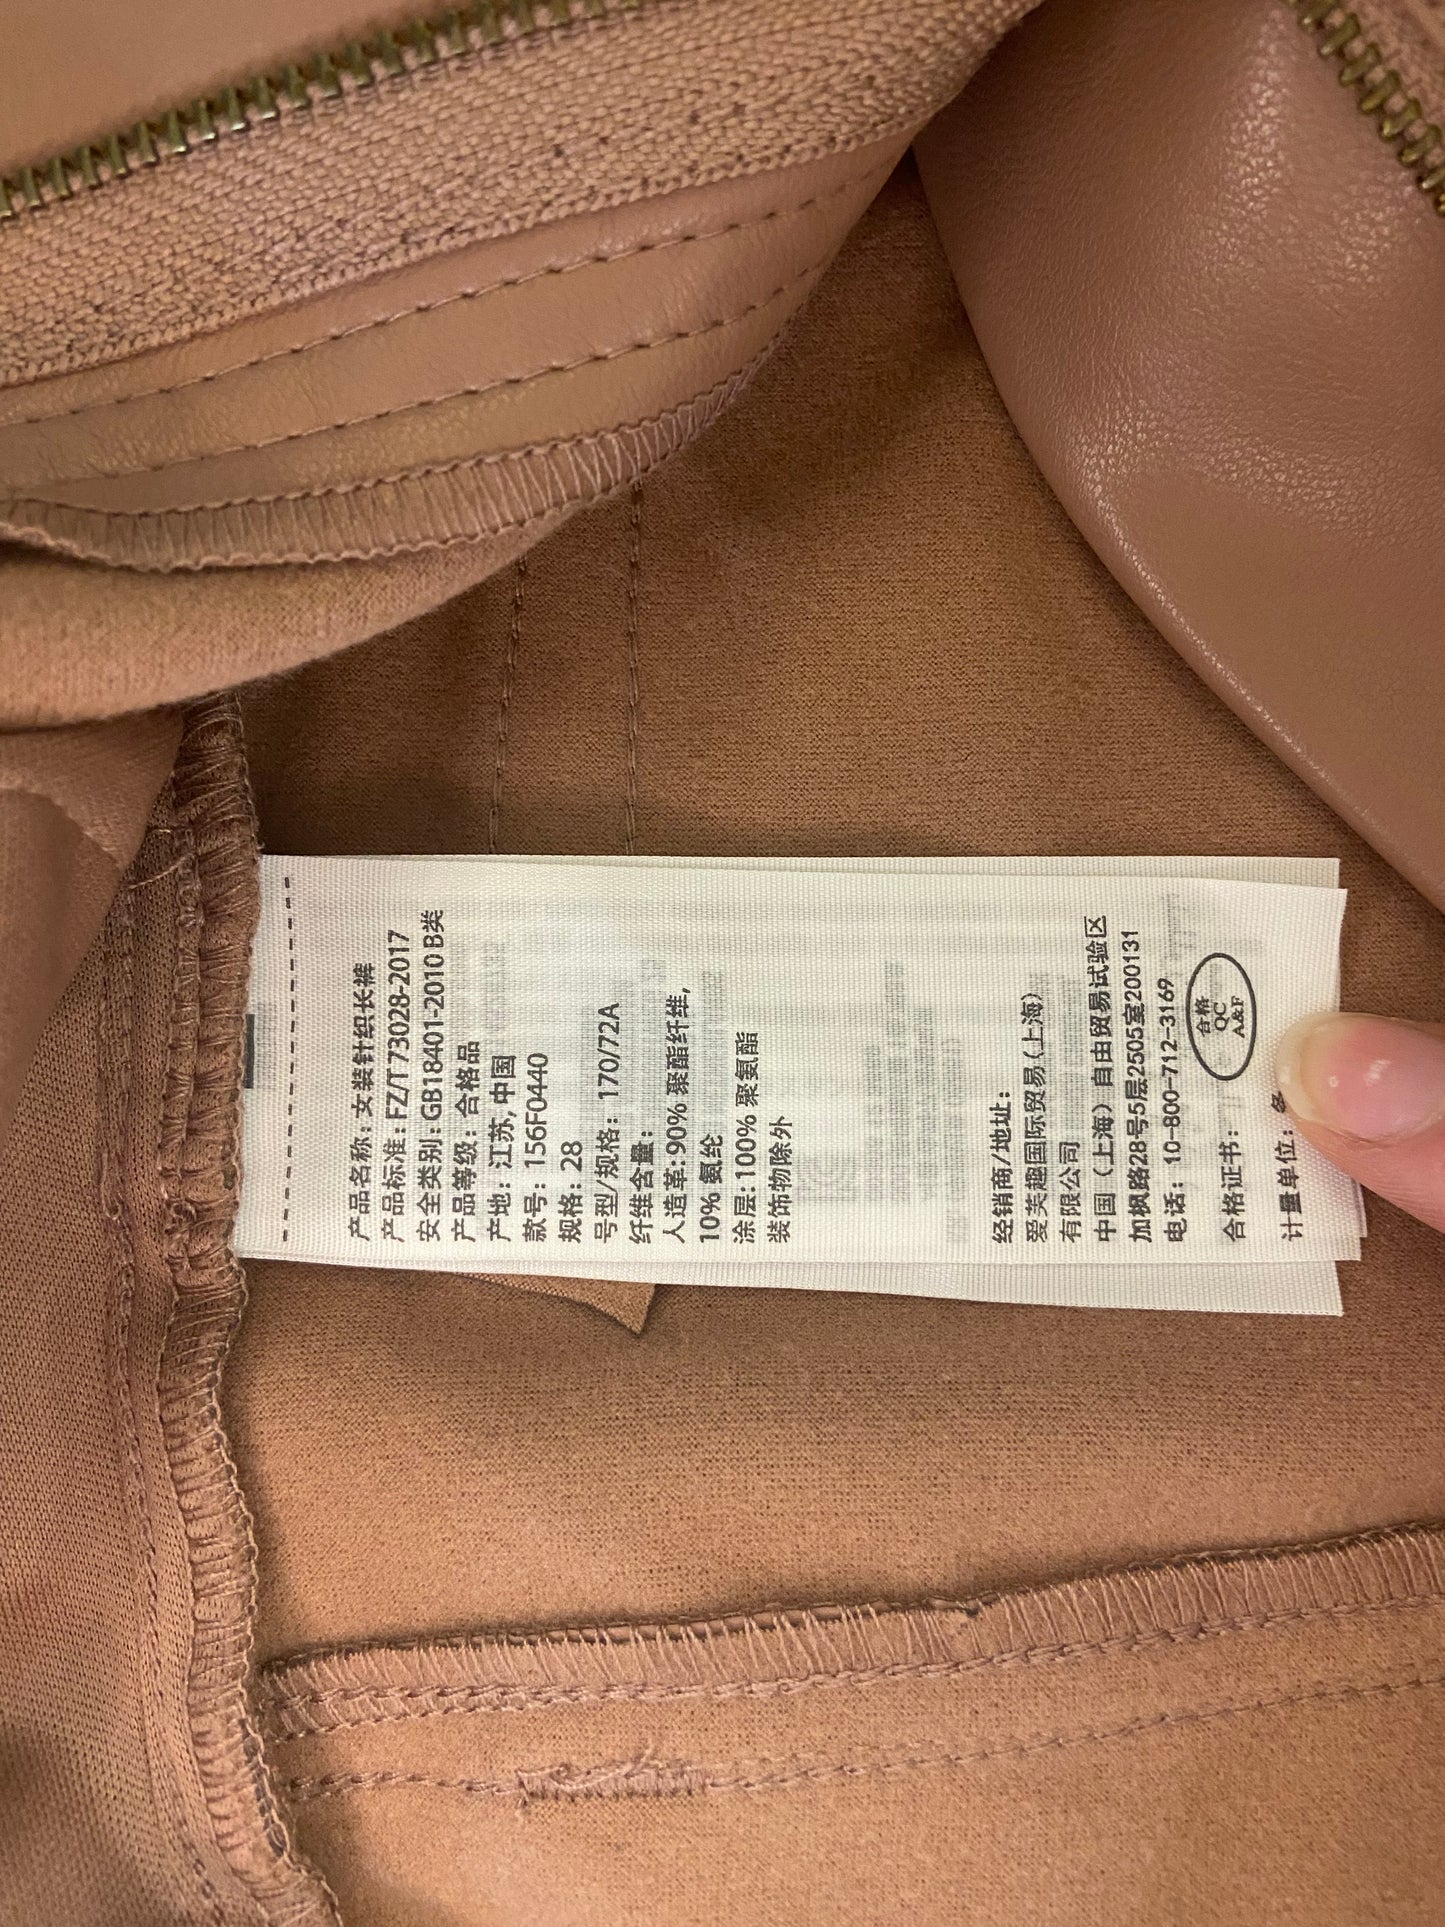 产品名称: 女装针织长裤
产品标准: FZ/T73028-2017
安全类别: GB18401-2010 B类
产品等级: 合格品
产地: 江苏, 中国
款号: 156F0440
规格: 28
号型/规格: 170/72A
纤维含量:
人造革: 90% 聚酯纤维,
10% 氨纶
涂层: 100% 聚氨酯
装饰物除外
经销商/地址:
爱芙趣国际贸易(上海)
有限公司
中国 (上海) 自由贸易试验区
加枫路28号5层2505室200131
电话: 10-800-712-3169
合格证书:
合格
QC
A&F
计量单位: 条